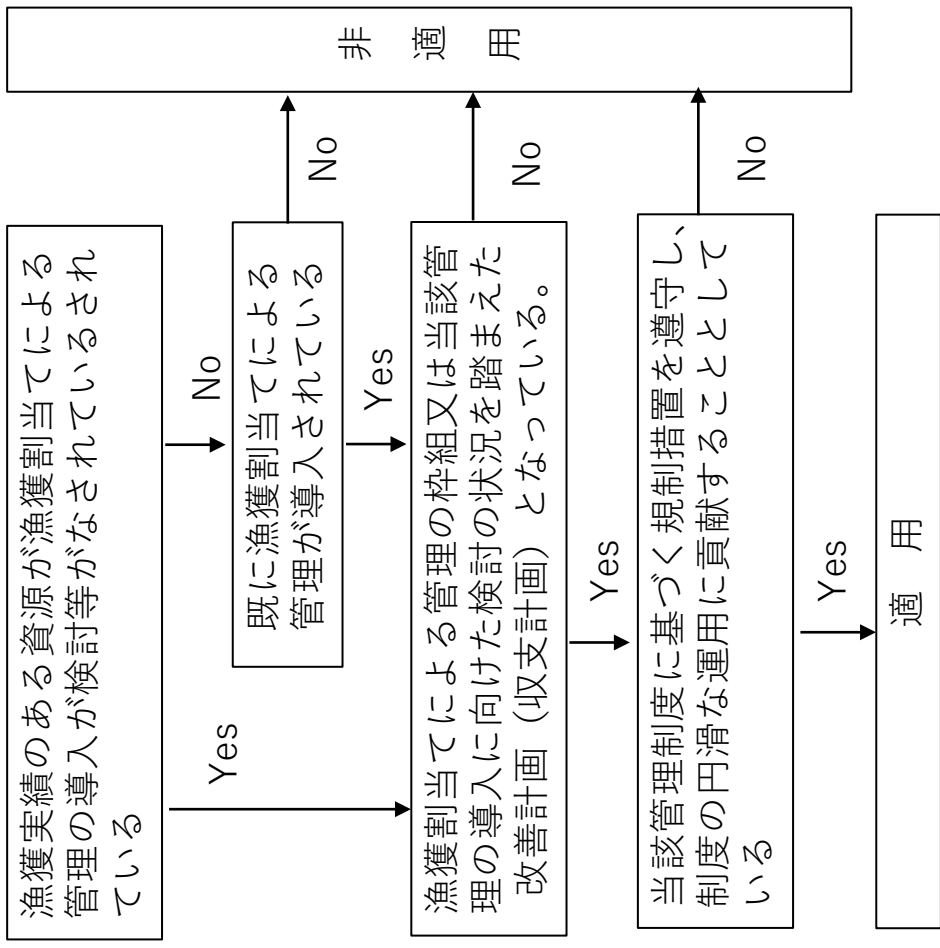 漁獲実績のある資源が漁獲割当てによる
管理の導入が検討等がなされているされ
ている
No
Yes
既に漁獲割当てによる
管理が導入されている
No
Yes
漁獲割当てによる管理の枠組又は当該管
理の導入に向けた検討の状況を踏まえた
改善計画（収支計画）となっている。
No
Yes
当該管理制度に基づく規制措置を遵守し、
制度の円滑な運用に貢献することとして
いる
No
Yes
適 用
非 適 用